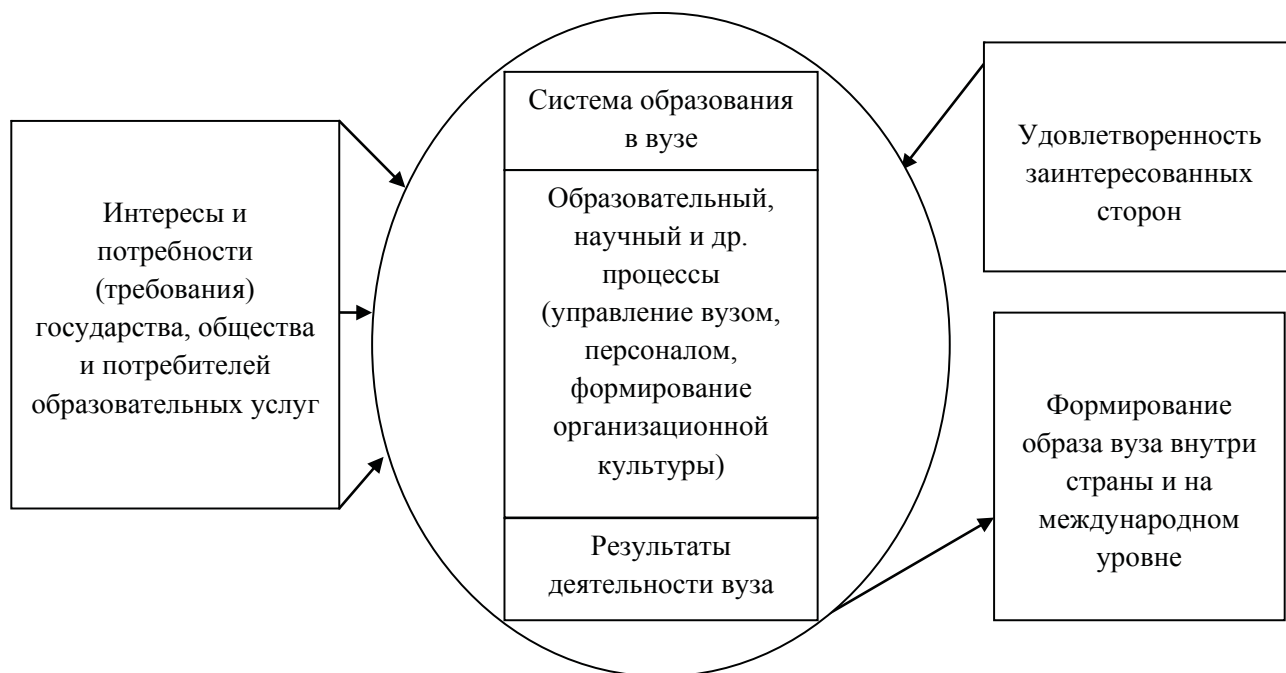 Интересы и
потребности
(требования)
государства, общества
и потребителей
образовательных услуг
Система образования
в вузе
Образовательный,
научный и др.
процессы
(управление вузом,
персоналом,
формирование
организационной
культуры)
Результаты
деятельности вуза
Удовлетворенность
заинтересованных
сторон
Формирование
образа вуза внутри
страны и на
международном
уровне